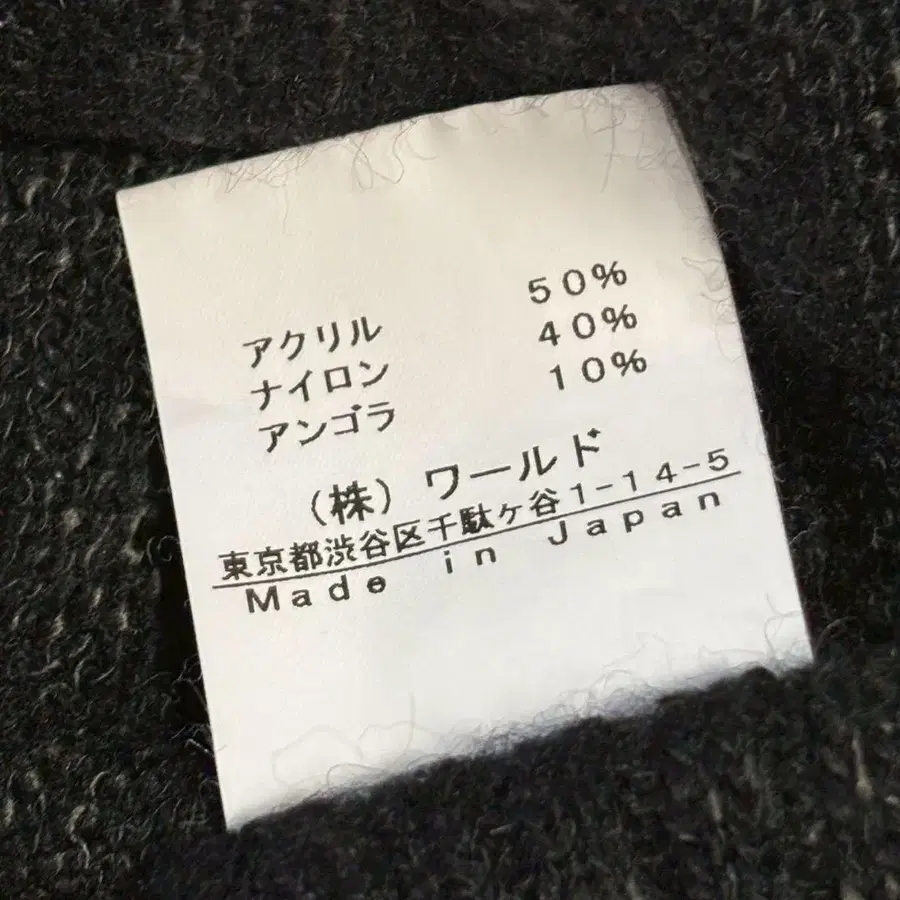 アクリル 50%
ナイロン 40%
アンゴラ 10%
(株) ワールド
東京都渋谷区千駄ヶ谷1-14-5
Made in Japan